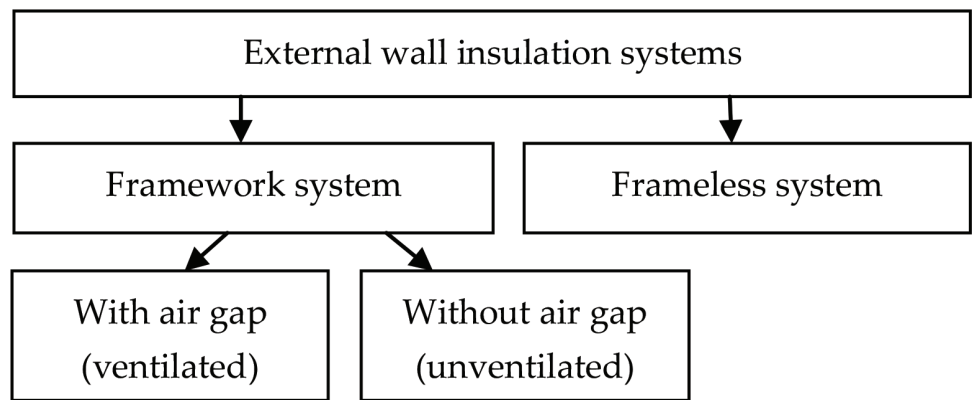 External wall insulation systems
Framework system
Frameless system
With air gap
(ventilated)
Without air gap
(unventilated)